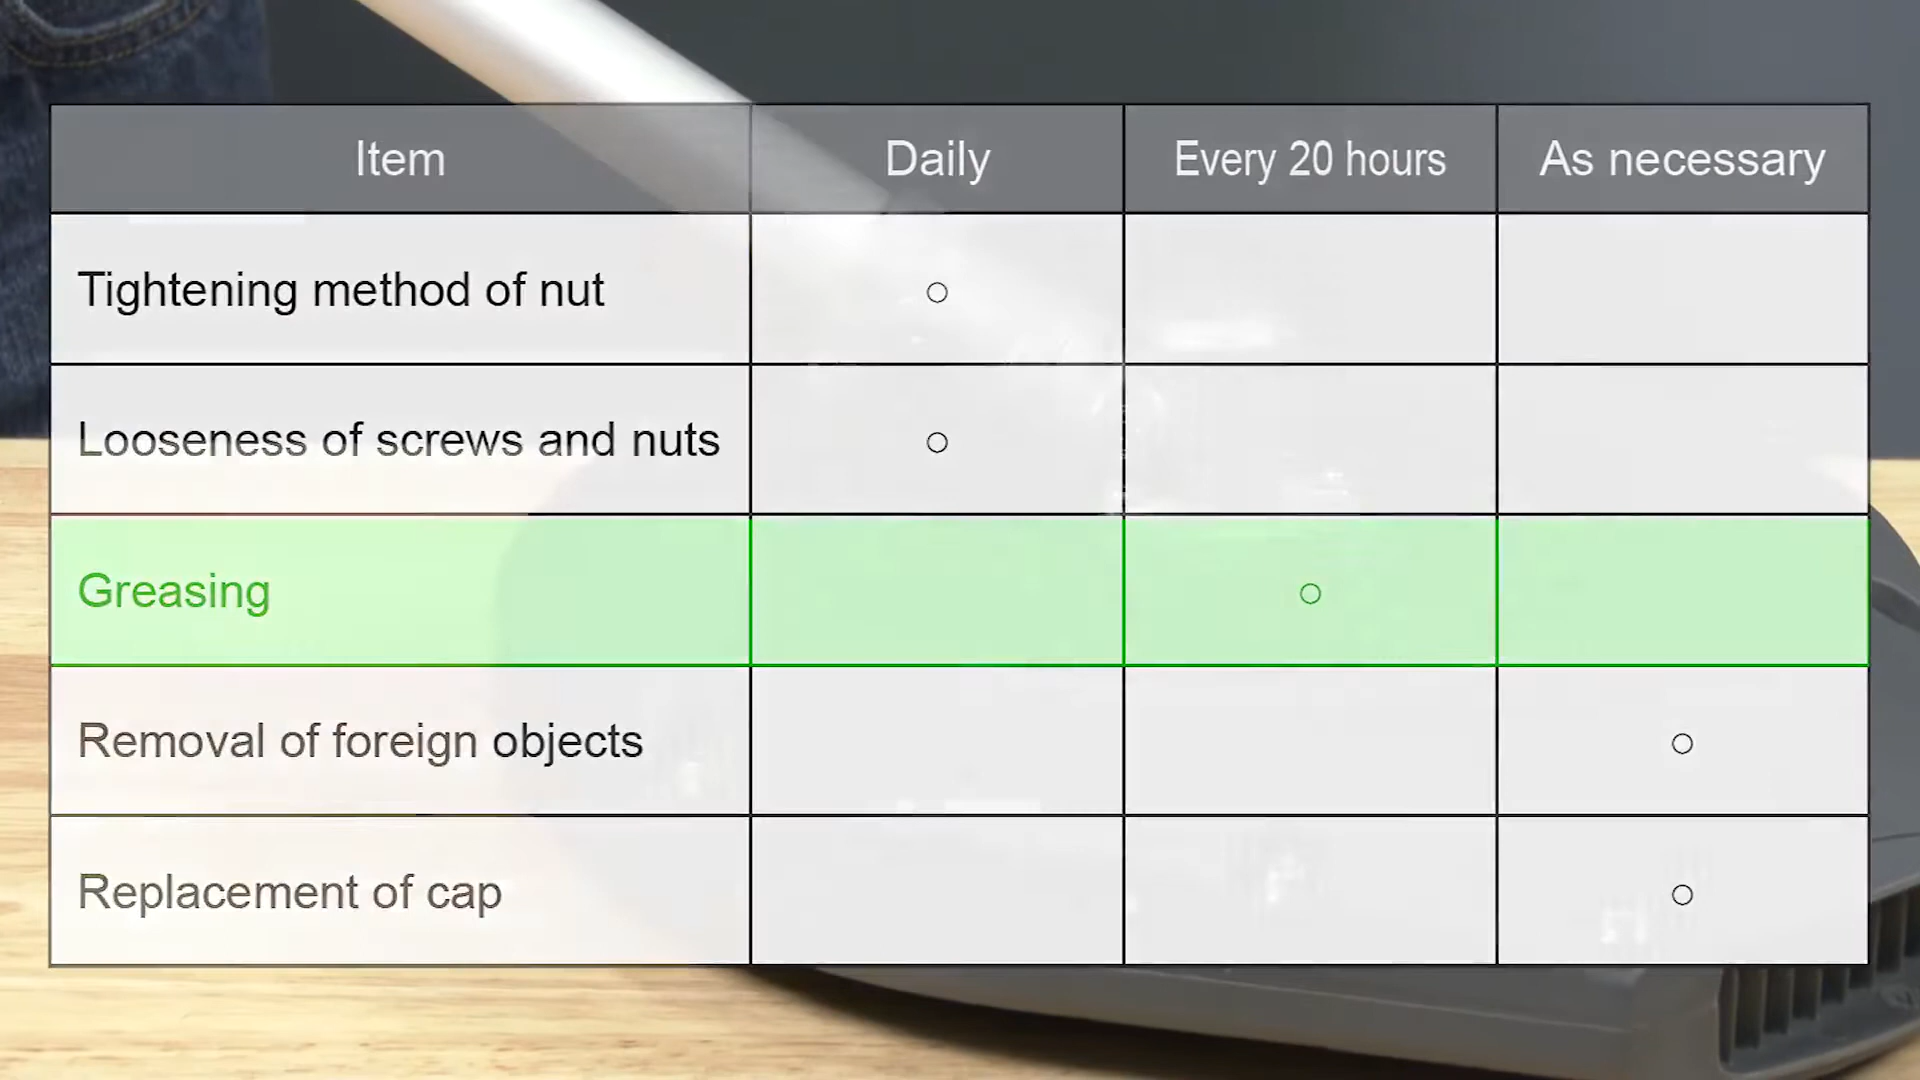 Item Daily Every 20 hours As necessary
Tightening method of nut ○
Looseness of screws and nuts ○
Greasing ○
Removal of foreign objects ○
Replacement of cap ○